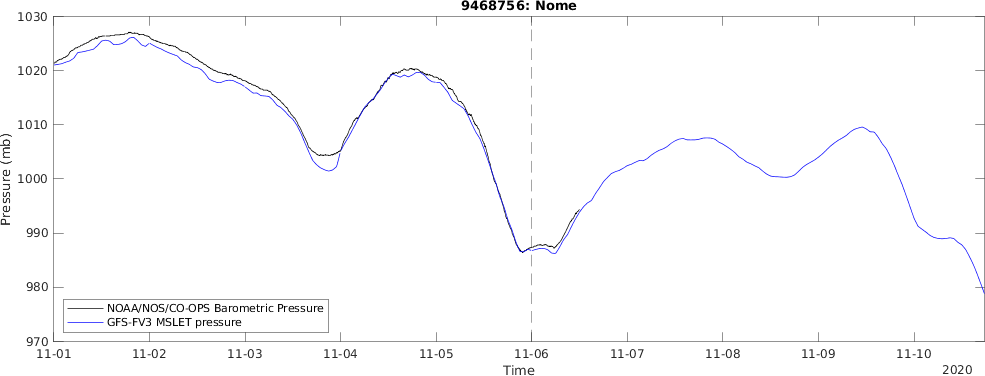 9468756: Nome
1030
1020
1010
1000
990
980
970
Pressure (mb)
NOAA/NOS/CO-OPS Barometric Pressure
GFS-FV3 MSLET pressure
11-01 11-02 11-03 11-04 11-05 11-06 11-07 11-08 11-09 11-10
Time
2020